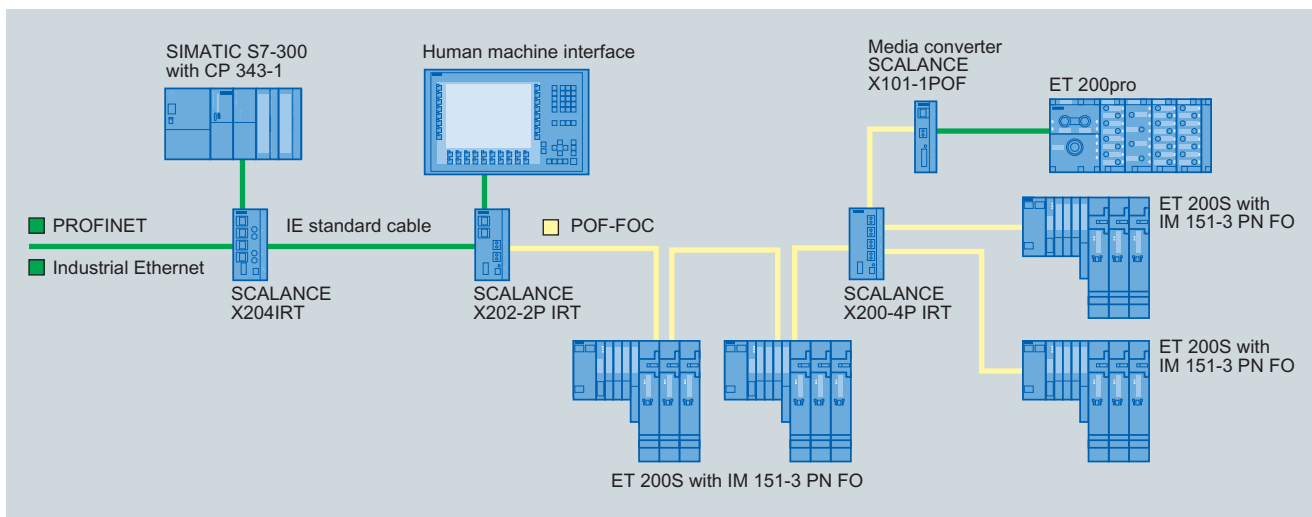 SIMATIC S7-300
with CP 343-1
Human machine interface
Media converter
SCALANCE
X101-1POF
ET 200pro
PROFINET
IE standard cable
POF-FOC
Industrial Ethernet
SCALANCE
X204IRT
SCALANCE
X202-2P IRT
SCALANCE
X200-4P IRT
ET 200S with
IM 151-3 PN FO
ET 200S with
IM 151-3 PN FO
ET 200S with IM 151-3 PN FO